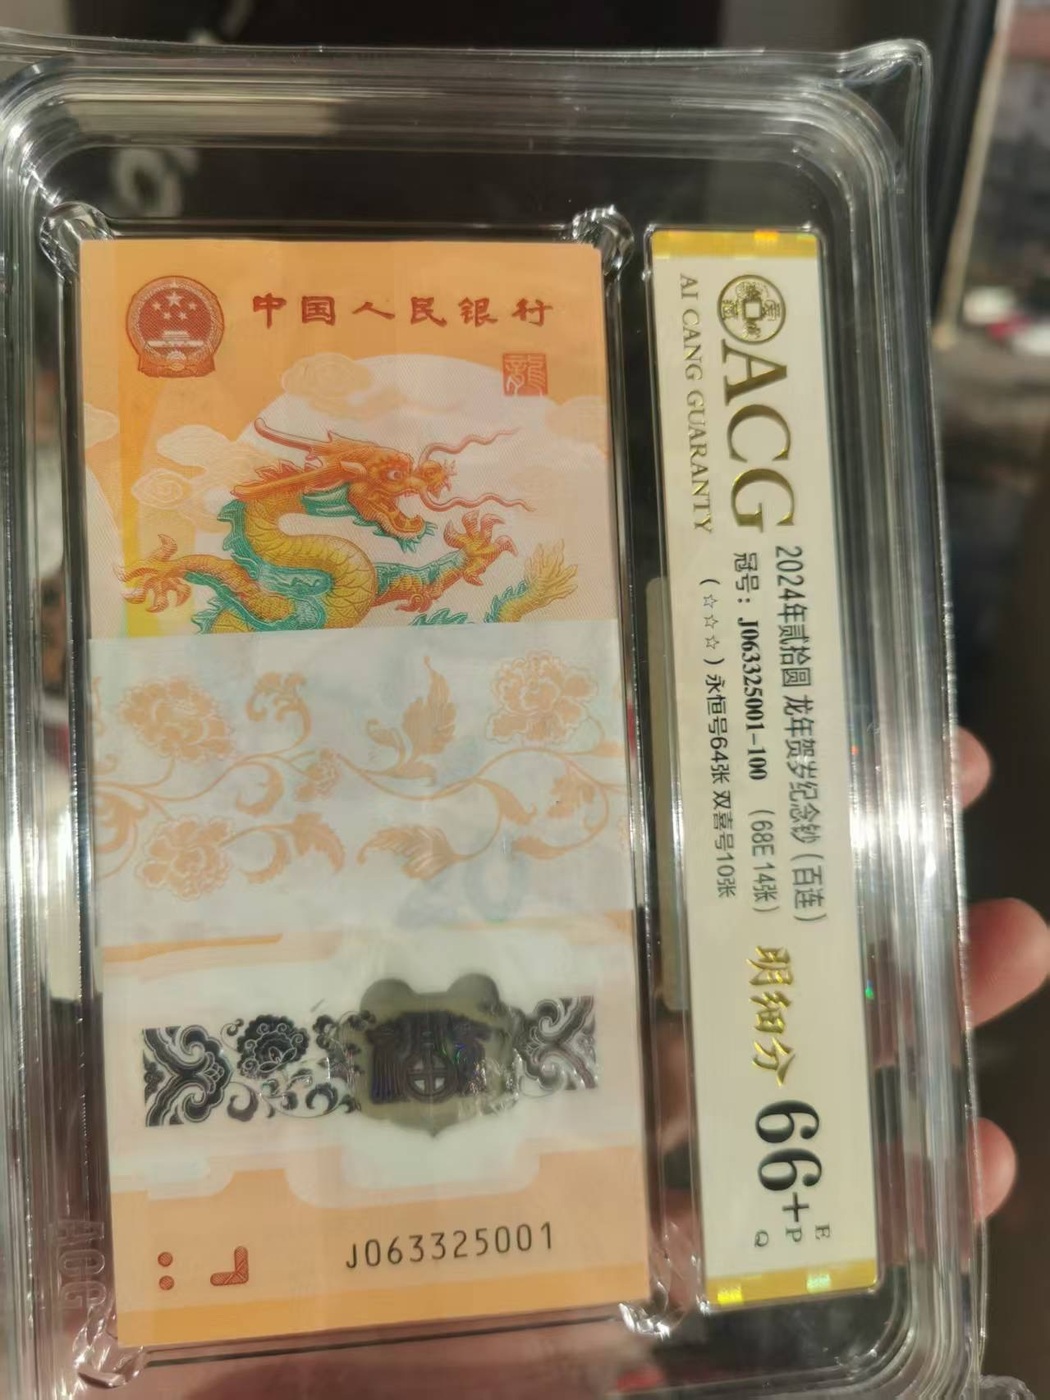 中国人民银行
龍
J063325001
ACG
AI CANG GUARANTY
2024年贰拾圆 龙年贺岁纪念钞（百连）
冠号：J063325001-100 （68E 14张）
（☆☆☆）永恒号64张 双喜号10张
明细分 66+
E
P
Q
ACG